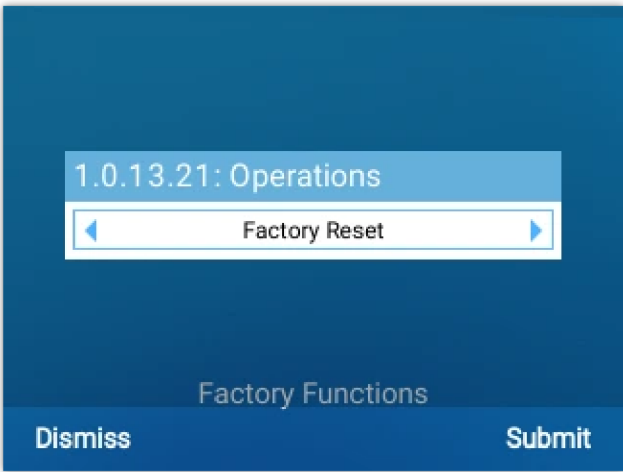 1.0.13.21: Operations
Factory Reset
Factory Functions
Dismiss
Submit